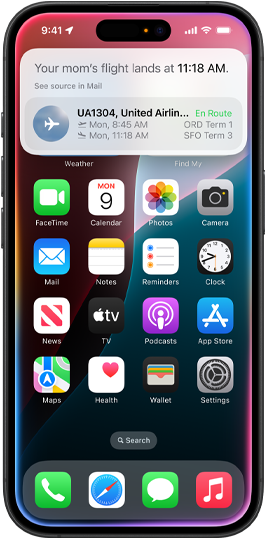 9:41
Your mom's flight lands at 11:18 AM.
See source in Mail
UA1304, United Airlin... En Route
Mon, 8:45 AM ORD Term 1
Mon, 11:18 AM SFO Term 3
Weather Find My
MON
9
FaceTime Calendar Photos Camera
Mail Notes Reminders Clock
tv
News TV Podcasts App Store
Maps Health Wallet Settings
Search